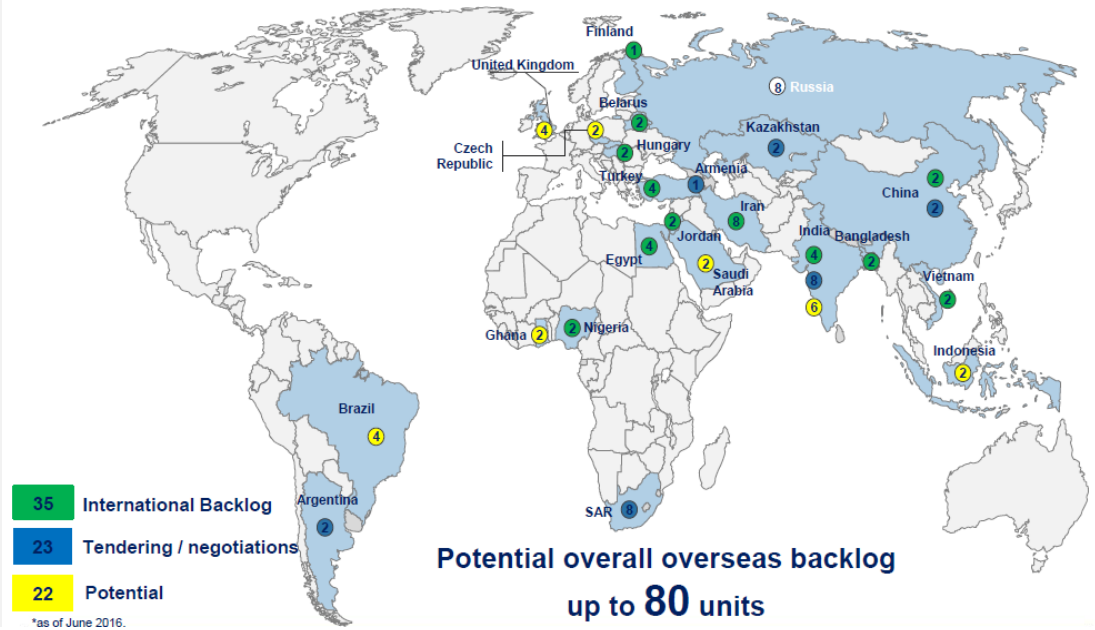 Finland
1
United Kingdom
8 Russia
Belarus
2
Kazakhstan
2
4
2
Czech
Republic
Hungary
2
Turkey
4
Armenia
1
China
2
2
Iran
8
Jordan
2
Egypt
4
Saudi
Arabia
2
India
4
8
6
Bangladesh
2
Vietnam
2
Ghana 2
2 Nigeria
Indonesia
2
Brazil
4
Argentina
2
SAR 8
35 International Backlog
23 Tendering / negotiations
22 Potential
*as of June 2016.
Potential overall overseas backlog
up to 80 units